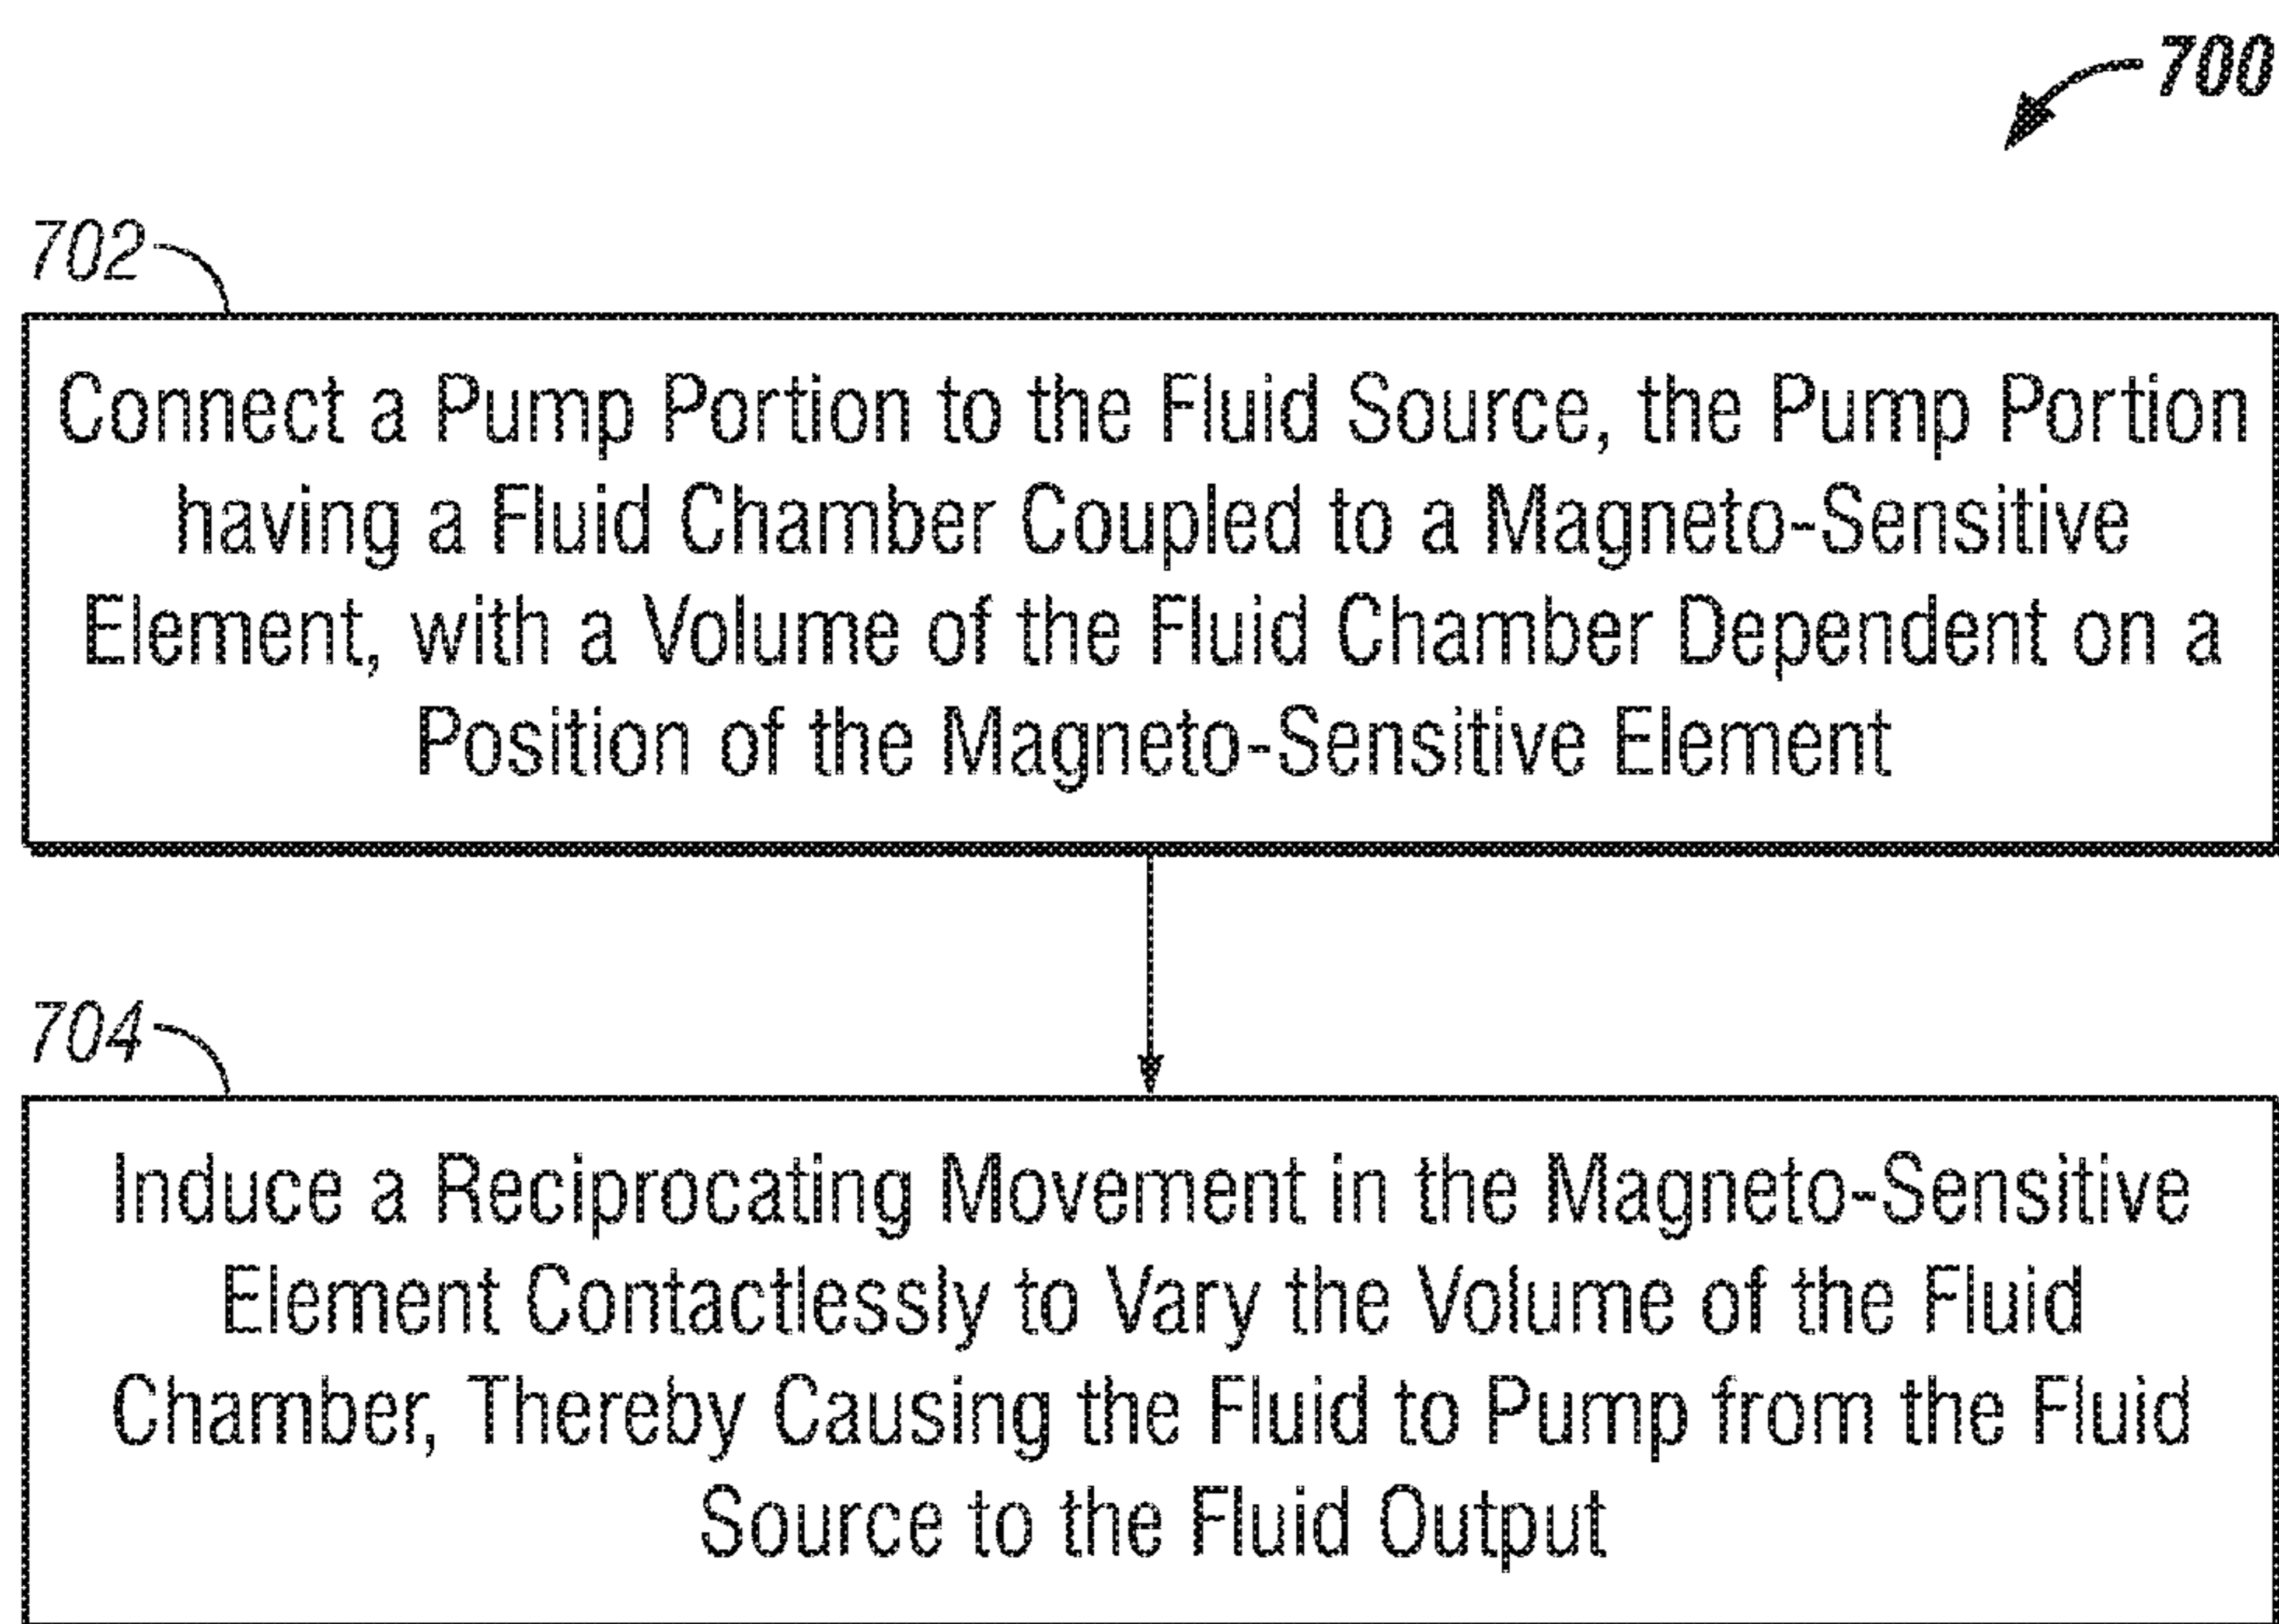 700
702
Connect a Pump Portion to the Fluid Source, the Pump Portion
having a Fluid Chamber Coupled to a Magneto-Sensitive
Element, with a Volume of the Fluid Chamber Dependent on a
Position of the Magneto-Sensitive Element
704
Induce a Reciprocating Movement in the Magneto-Sensitive
Element Contactlessly to Vary the Volume of the Fluid
Chamber, Thereby Causing the Fluid to Pump from the Fluid
Source to the Fluid Output